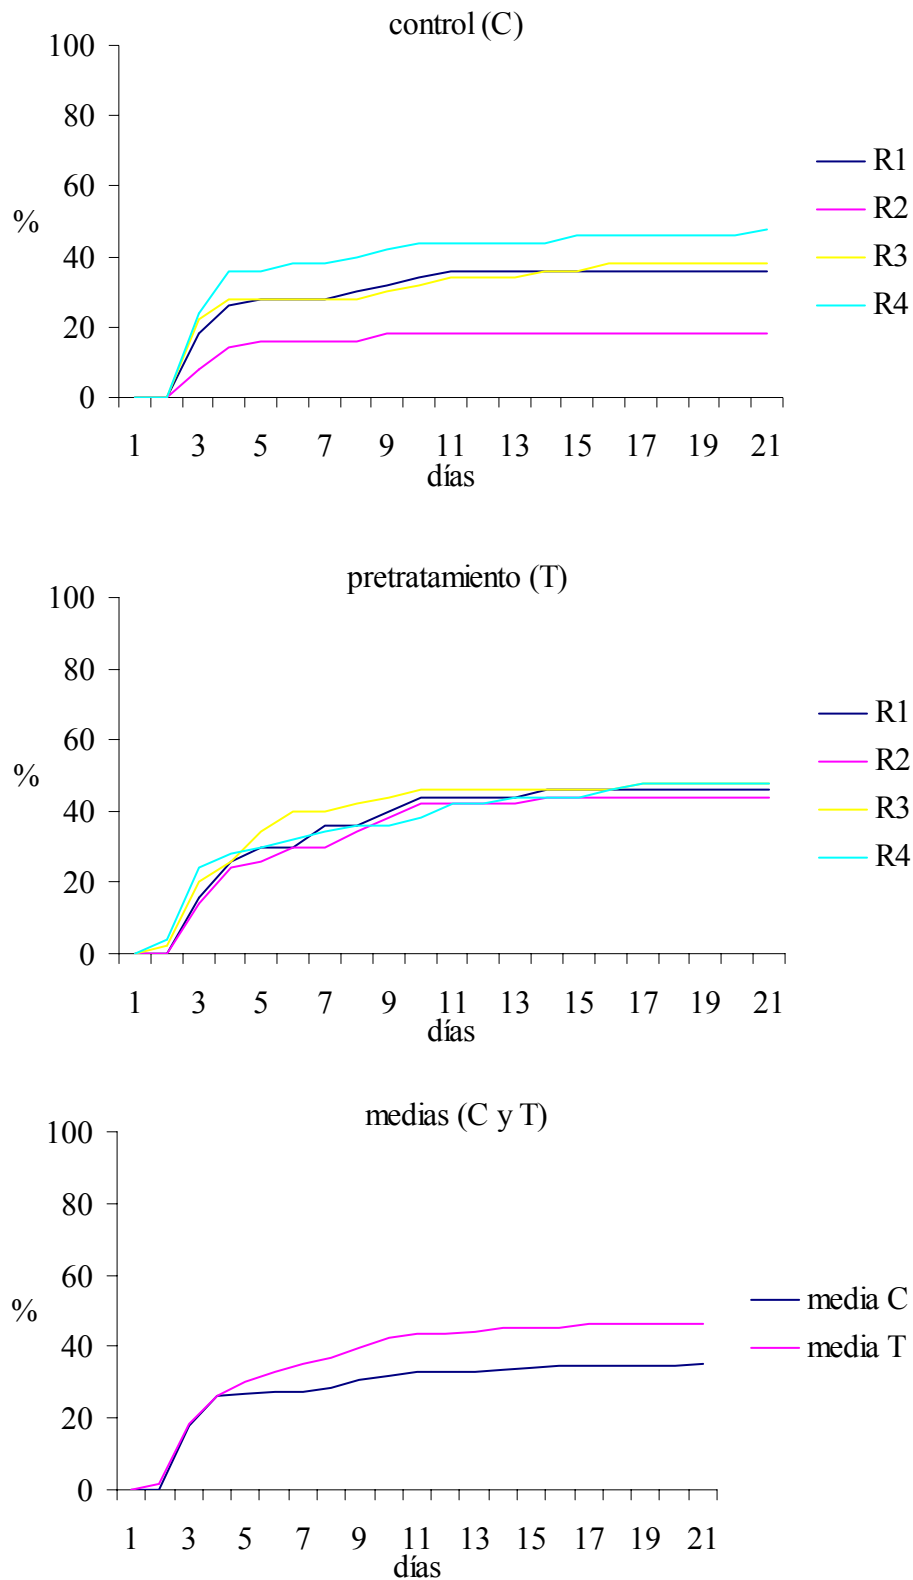 control (C)
100
80
60
40
20
0
%
1 3 5 7 9 11 13 15 17 19 21
días
R1
R2
R3
R4
pretratamiento (T)
100
80
60
40
20
0
%
1 3 5 7 9 11 13 15 17 19 21
días
R1
R2
R3
R4
medias (C y T)
100
80
60
40
20
0
%
1 3 5 7 9 11 13 15 17 19 21
días
media C
media T